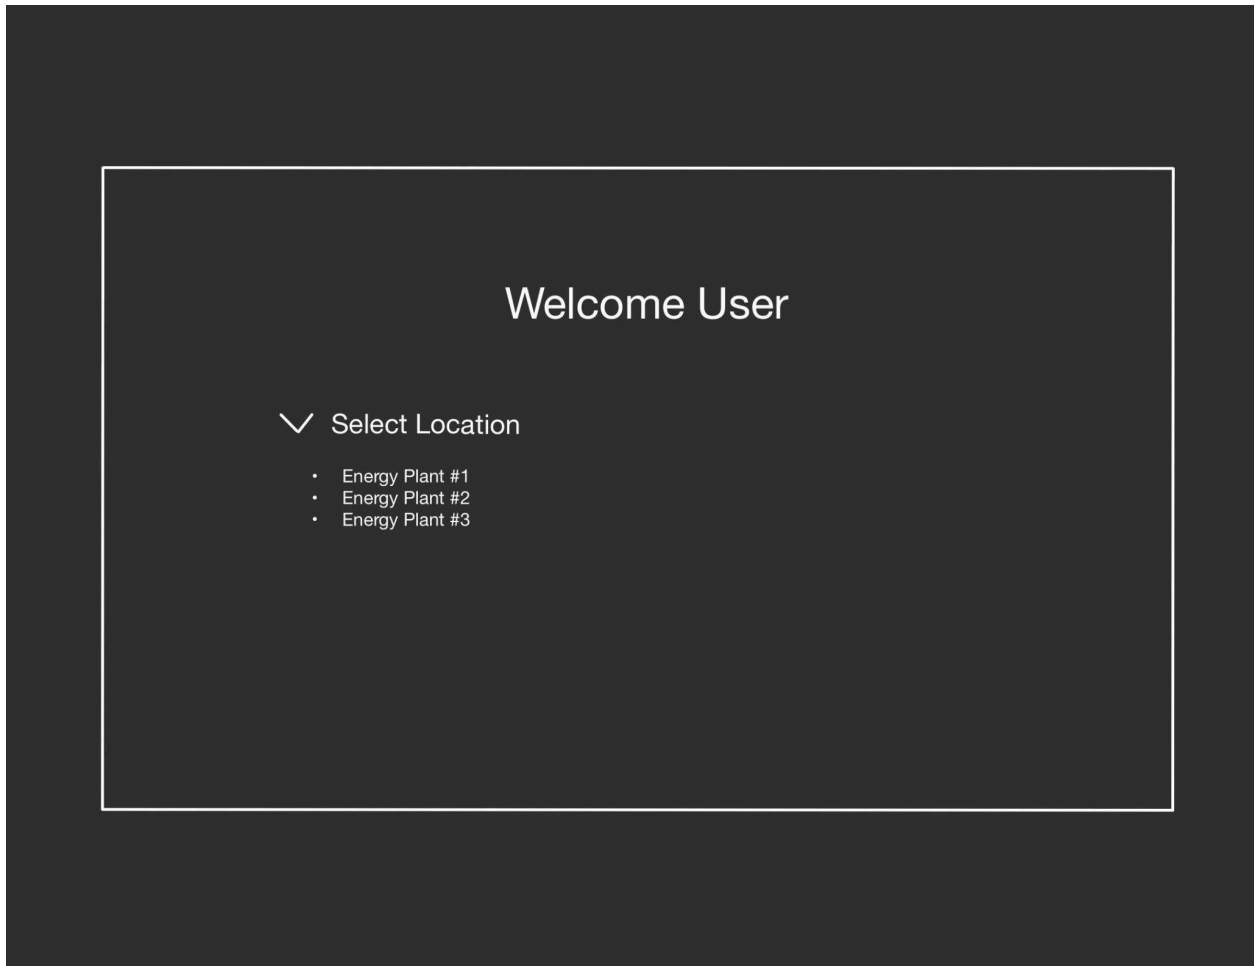 Welcome User
Select Location
• Energy Plant #1
• Energy Plant #2
• Energy Plant #3